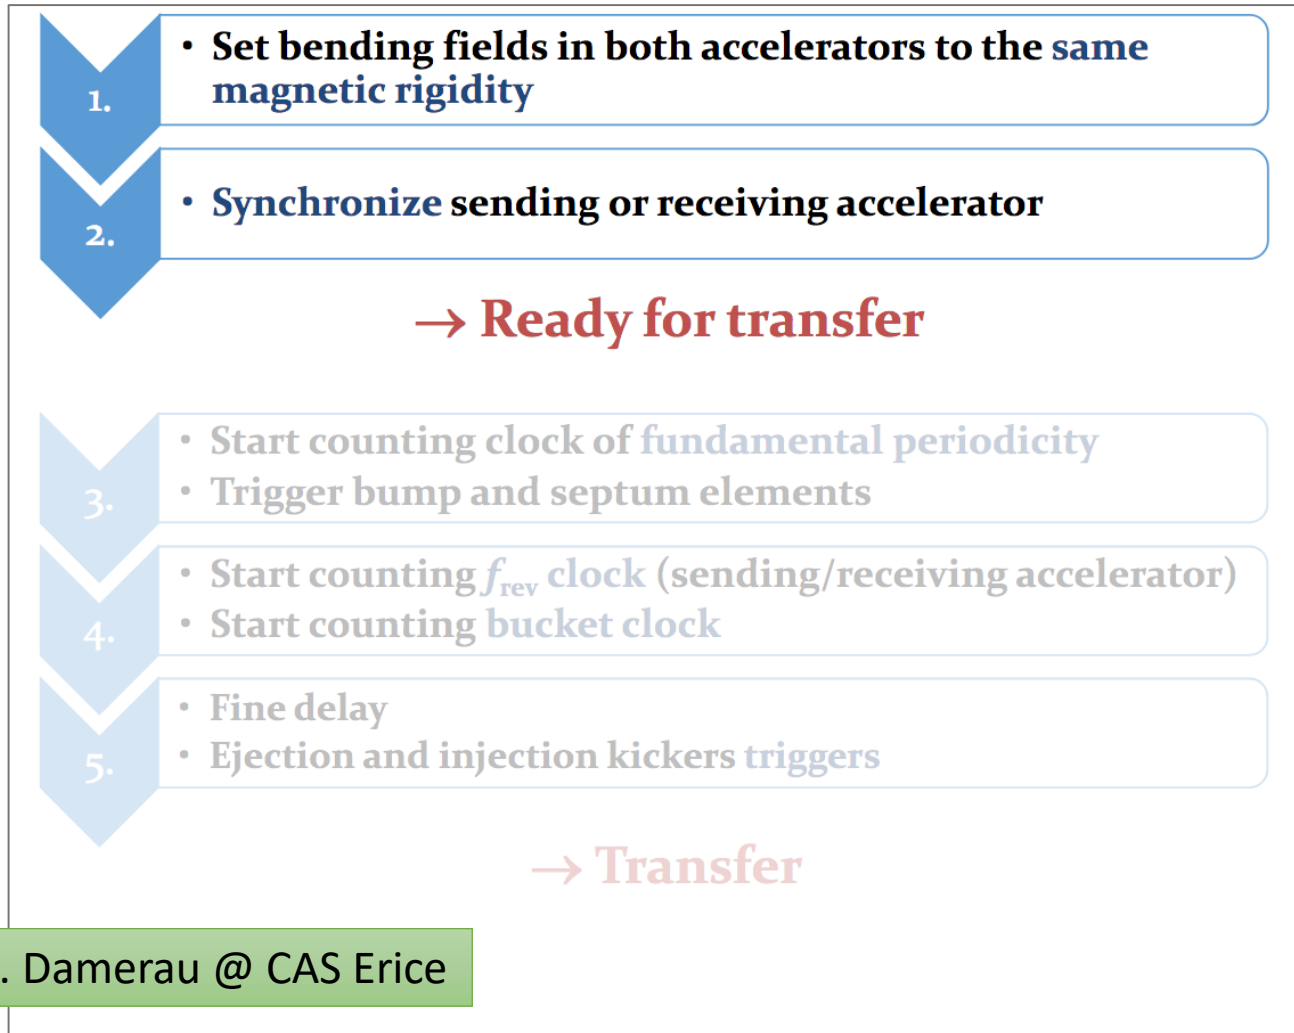 1.
• Set bending fields in both accelerators to the same
magnetic rigidity
2.
• Synchronize sending or receiving accelerator
→ Ready for transfer
3.
• Start counting clock of fundamental periodicity
• Trigger bump and septum elements
4.
• Start counting f_rev clock (sending/receiving accelerator)
• Start counting bucket clock
5.
• Fine delay
• Ejection and injection kickers triggers
→ Transfer
. Damerau @ CAS Erice